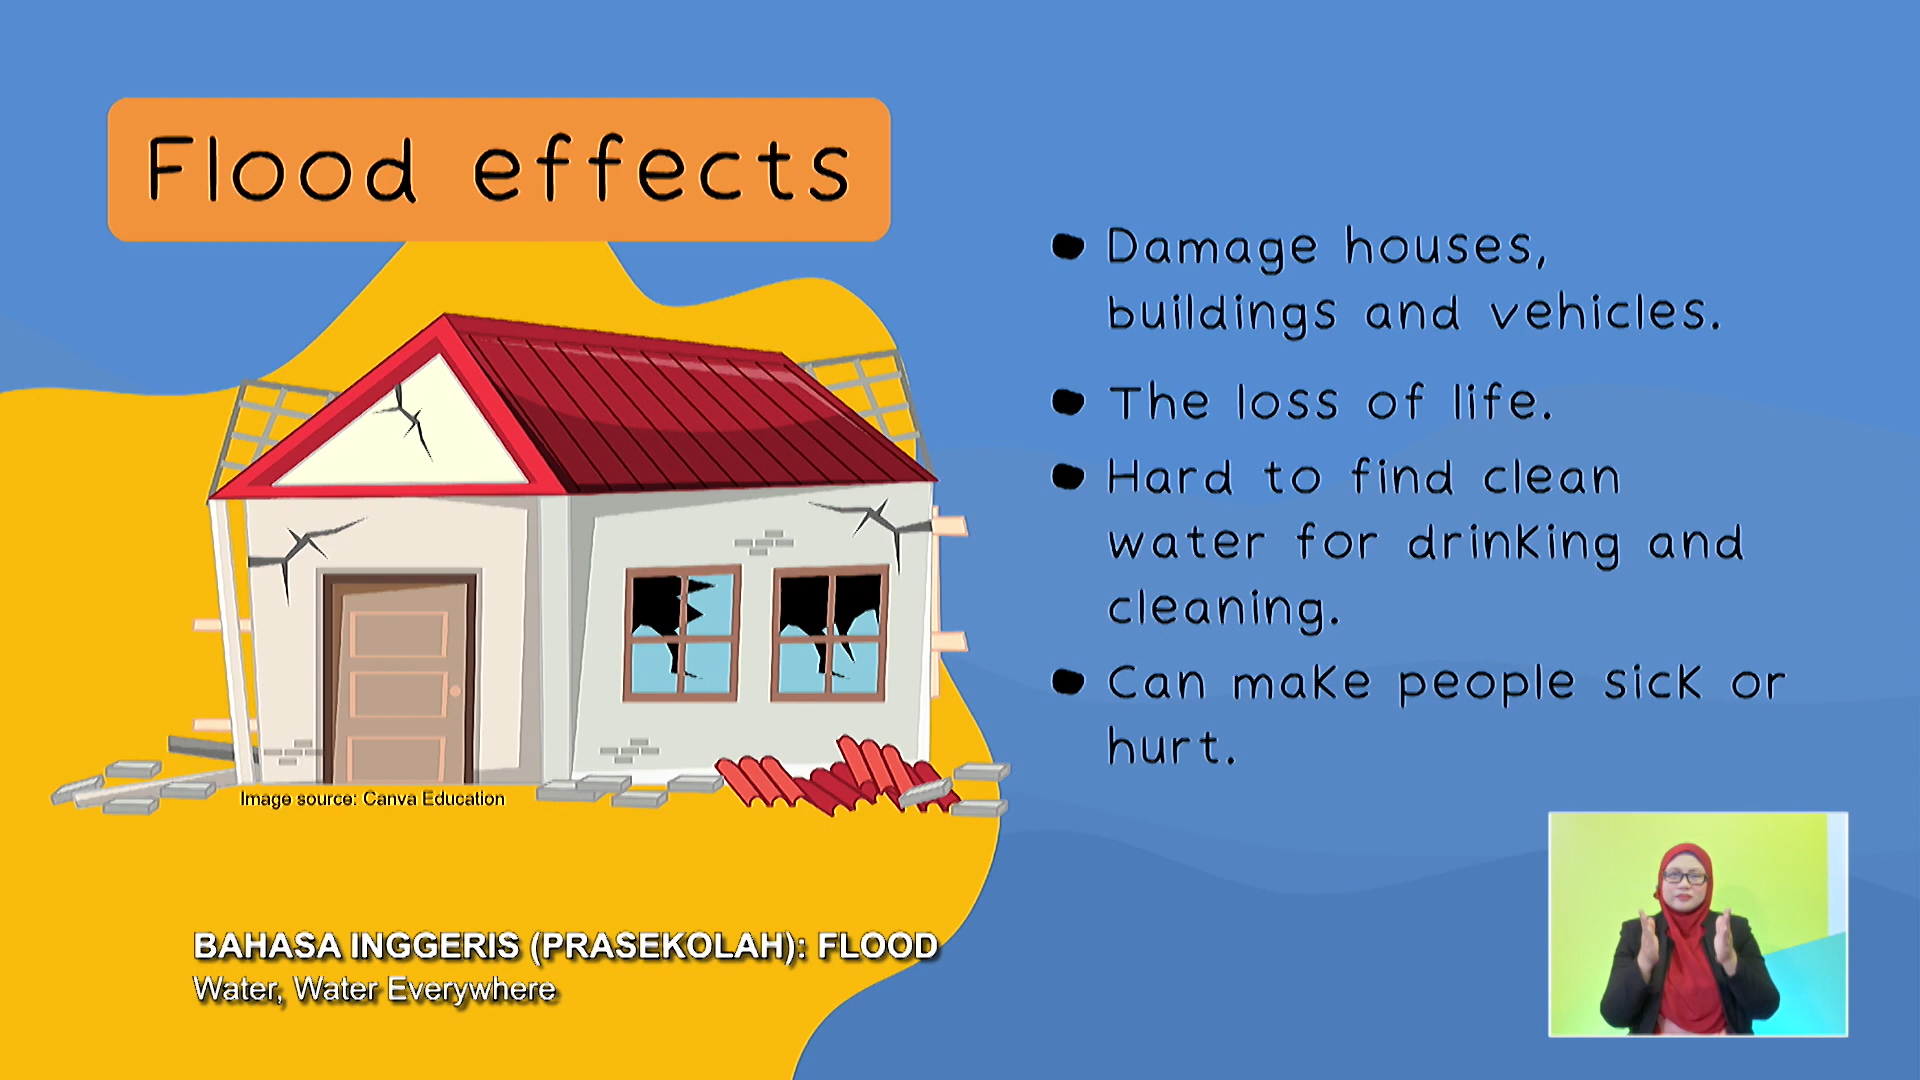 Flood effects
● Damage houses,
buildings and vehicles.
● The loss of life.
● Hard to find clean
water for drinking and
cleaning.
● Can make people sick or
hurt.
Image source: Canva Education
BAHASA INGGERIS (PRASEKOLAH): FLOOD
Water, Water Everywhere